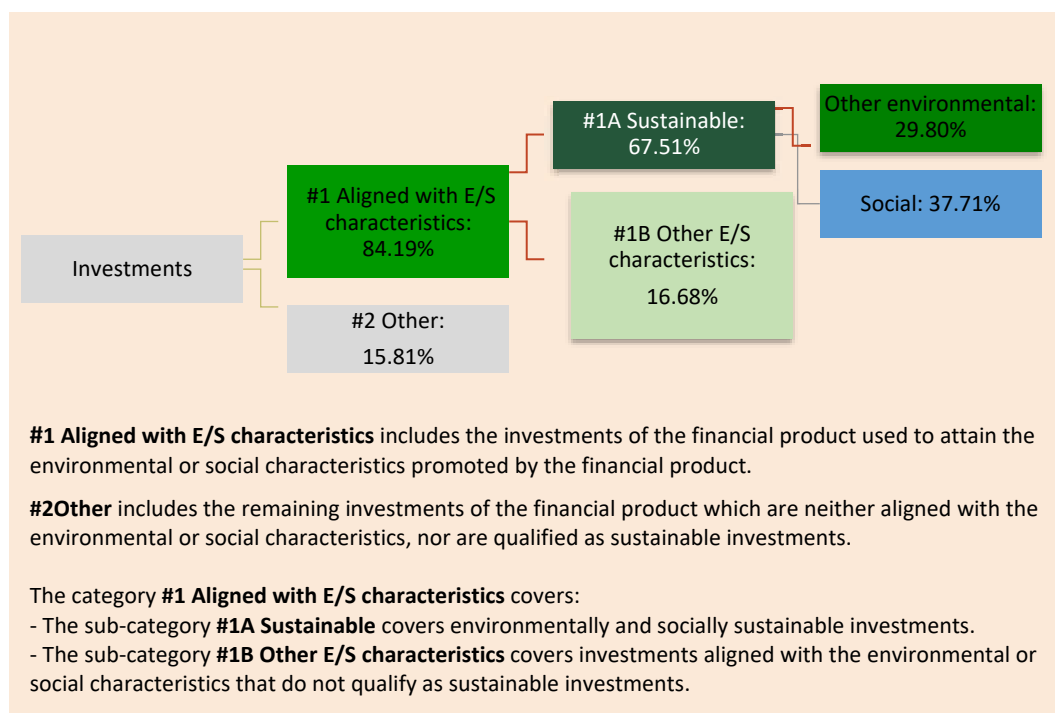 Investments
#1 Aligned with E/S
characteristics:
84.19%
#2 Other:
15.81%
#1A Sustainable:
67.51%
#1B Other E/S
characteristics:
16.68%
Other environmental:
29.80%
Social: 37.71%
#1 Aligned with E/S characteristics includes the investments of the financial product used to attain the
environmental or social characteristics promoted by the financial product.
#2Other includes the remaining investments of the financial product which are neither aligned with the
environmental or social characteristics, nor are qualified as sustainable investments.
The category #1 Aligned with E/S characteristics covers:
- The sub-category #1A Sustainable covers environmentally and socially sustainable investments.
- The sub-category #1B Other E/S characteristics covers investments aligned with the environmental or
social characteristics that do not qualify as sustainable investments.